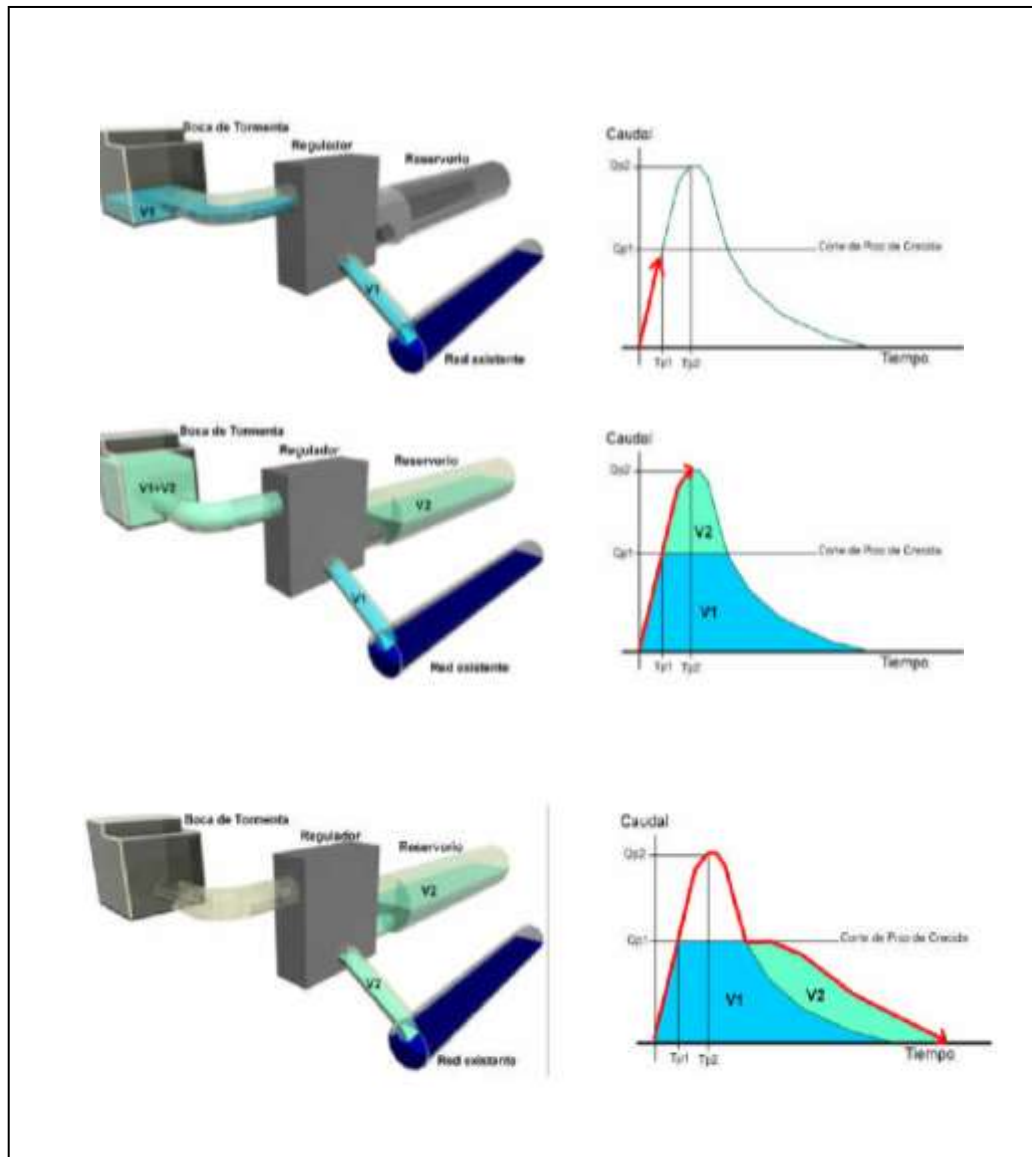 Boca de Tormenta
Regulador
Reservorio
V1
V1
Red existente
Caudal
Qp2
Qp1
Corte de Pico de Crecida
Tp1 Tp2
Tiempo
Boca de Tormenta
Regulador
Reservorio
V1+V2
V2
V1
Red existente
Caudal
Qp2
V2
Qp1
Corte de Pico de Crecida
V1
Tp1 Tp2
Tiempo
Boca de Tormenta
Regulador
Reservorio
V2
V2
Red existente
Caudal
Qp2
Qp1
Corte de Pico de Crecida
V1
V2
Tp1 Tp2
Tiempo